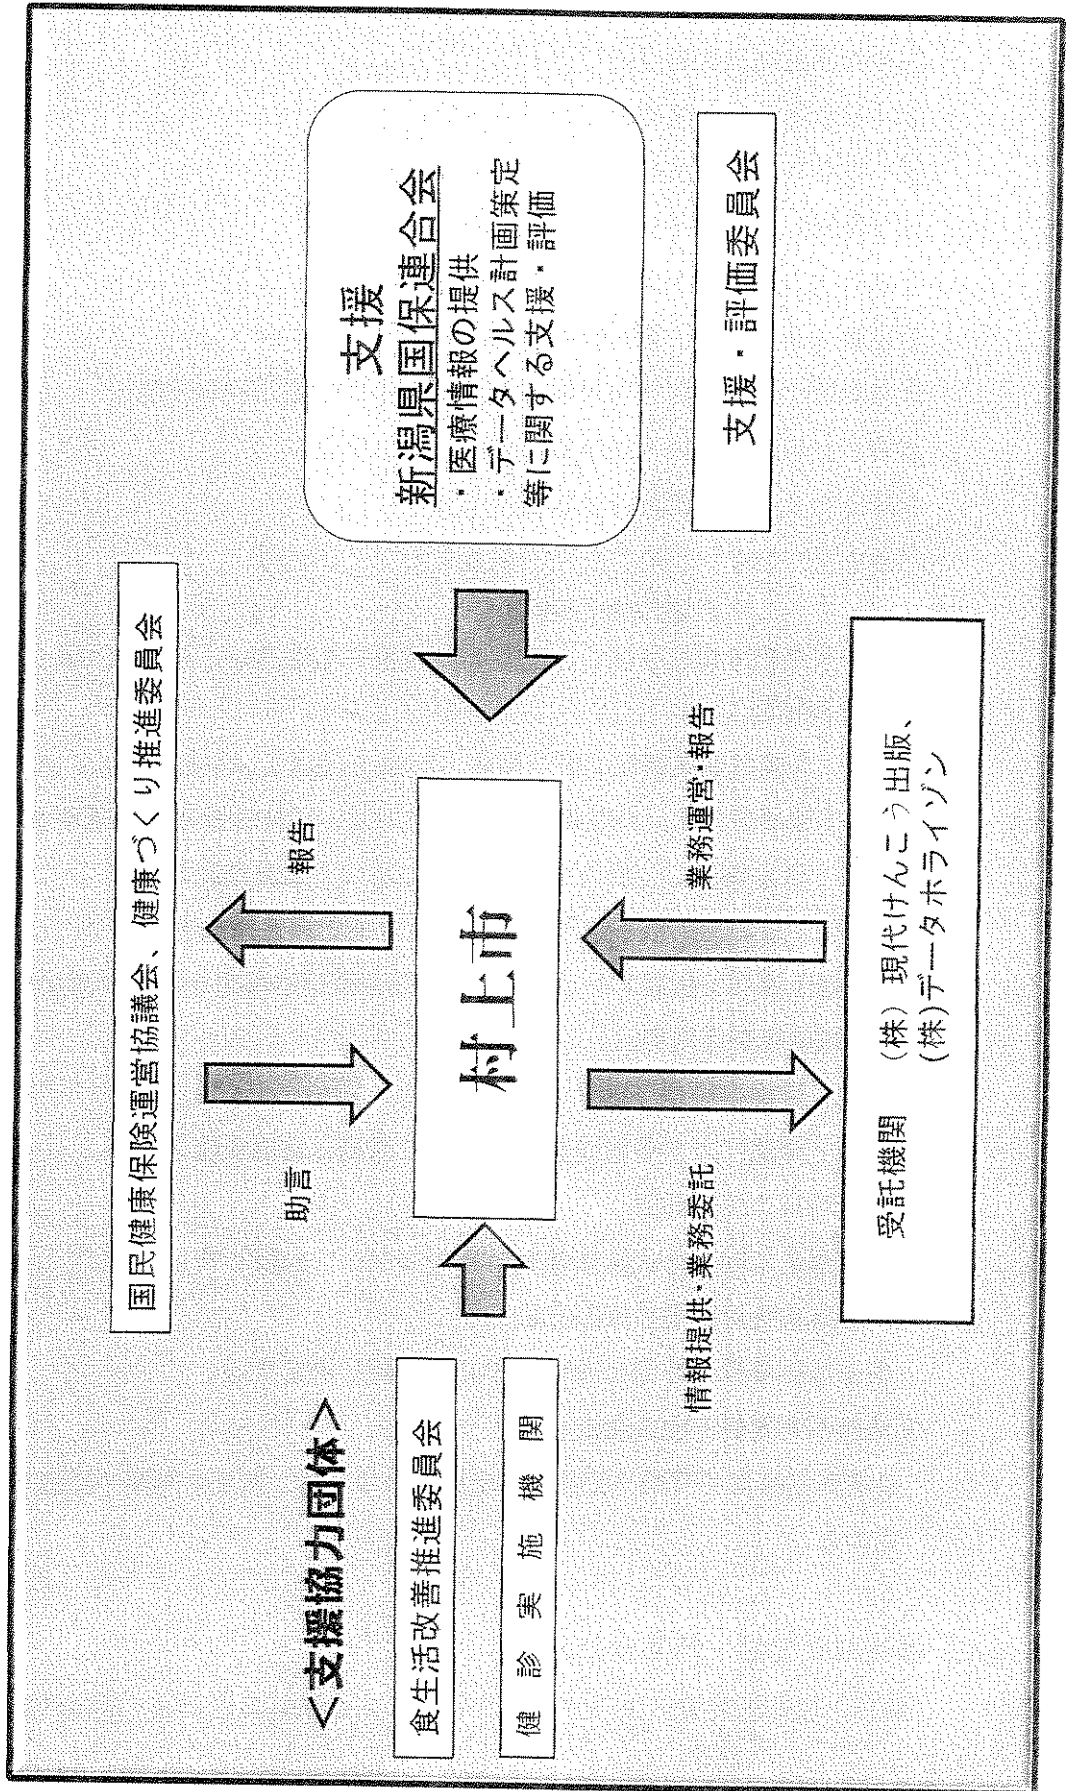 国民健康保険運営協議会、健康づくり推進委員会
助言
報告
<支援協力団体>
食生活改善推進委員会
健診実施機関
村上市
支援
新潟県国保連合会
・医療情報の提供
・データヘルス計画策定
等に関する支援・評価
支援・評価委員会
情報提供・業務委託
業務運営・報告
受託機関 (株)現代けんこう出版、
(株)データホライゾン